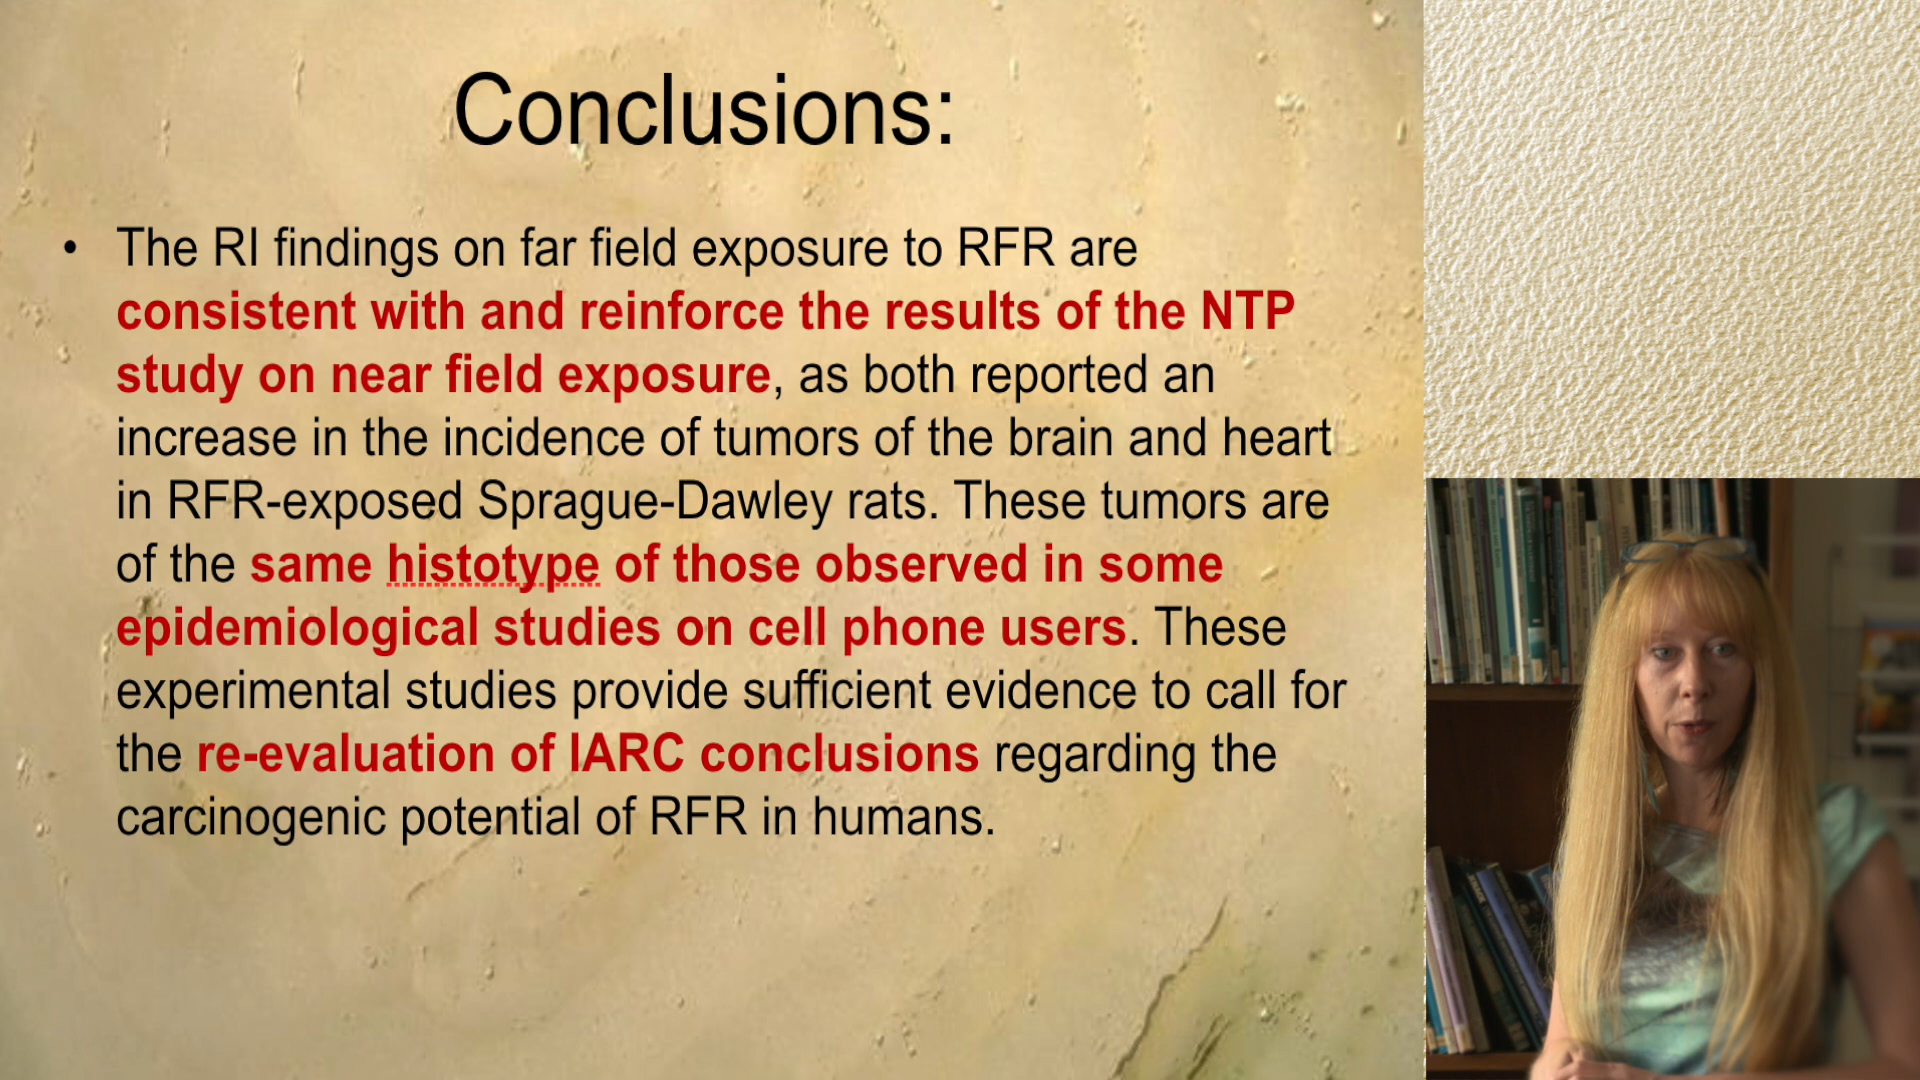 Conclusions:
• The RI findings on far field exposure to RFR are
consistent with and reinforce the results of the NTP
study on near field exposure, as both reported an
increase in the incidence of tumors of the brain and heart
in RFR-exposed Sprague-Dawley rats. These tumors are
of the same histotype of those observed in some
epidemiological studies on cell phone users. These
experimental studies provide sufficient evidence to call for
the re-evaluation of IARC conclusions regarding the
carcinogenic potential of RFR in humans.